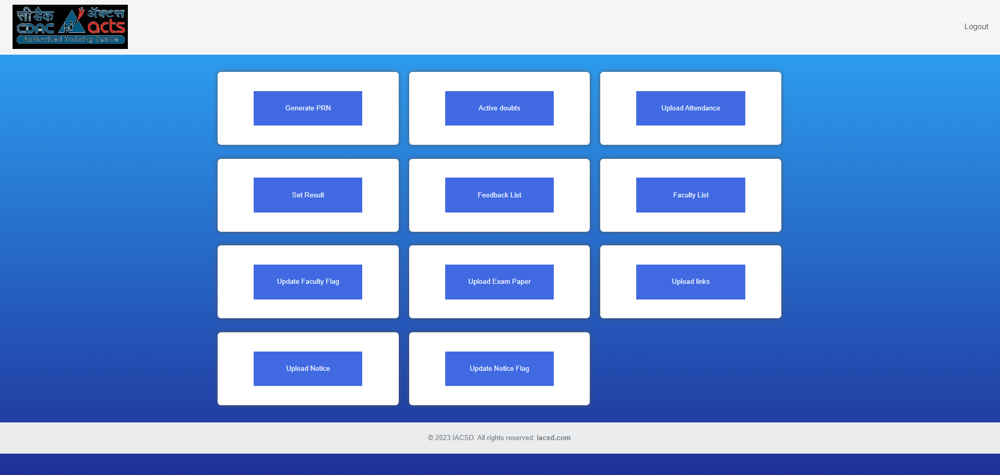 सी डैक ॲक्टस
CDAC acts
Authorized Training Centre
Logout
Generate PRN
Active doubts
Upload Attendance
Set Result
Feedback List
Faculty List
Update Faculty Flag
Upload Exam Paper
Upload links
Upload Notice
Update Notice Flag
© 2023 IACSD. All rights reserved: iacsd.com